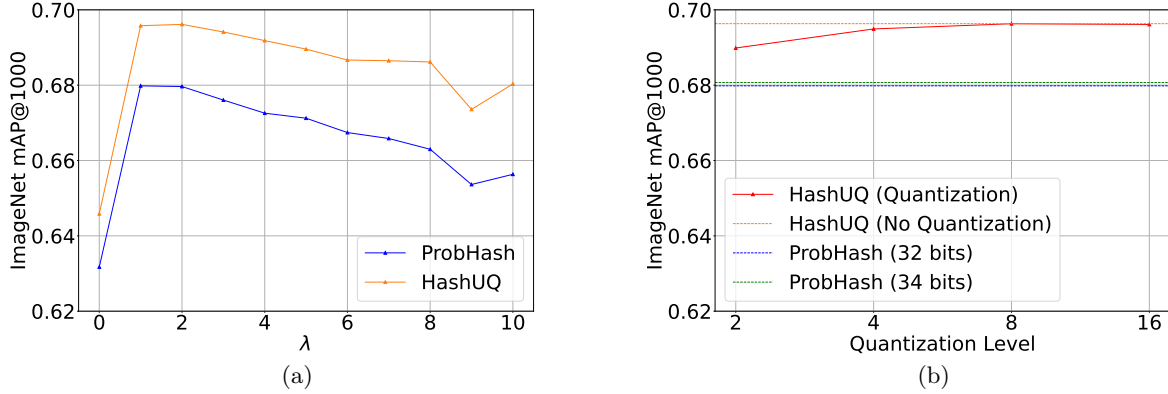 ImageNet mAP@1000
0.70
0.68
0.66
0.64
0.62
ProbHash
HashUQ
0 2 4 6 8 10
λ
(a)
ImageNet mAP@1000
0.70
0.68
0.66
0.64
0.62
HashUQ (Quantization)
HashUQ (No Quantization)
ProbHash (32 bits)
ProbHash (34 bits)
2 4 8 16
Quantization Level
(b)